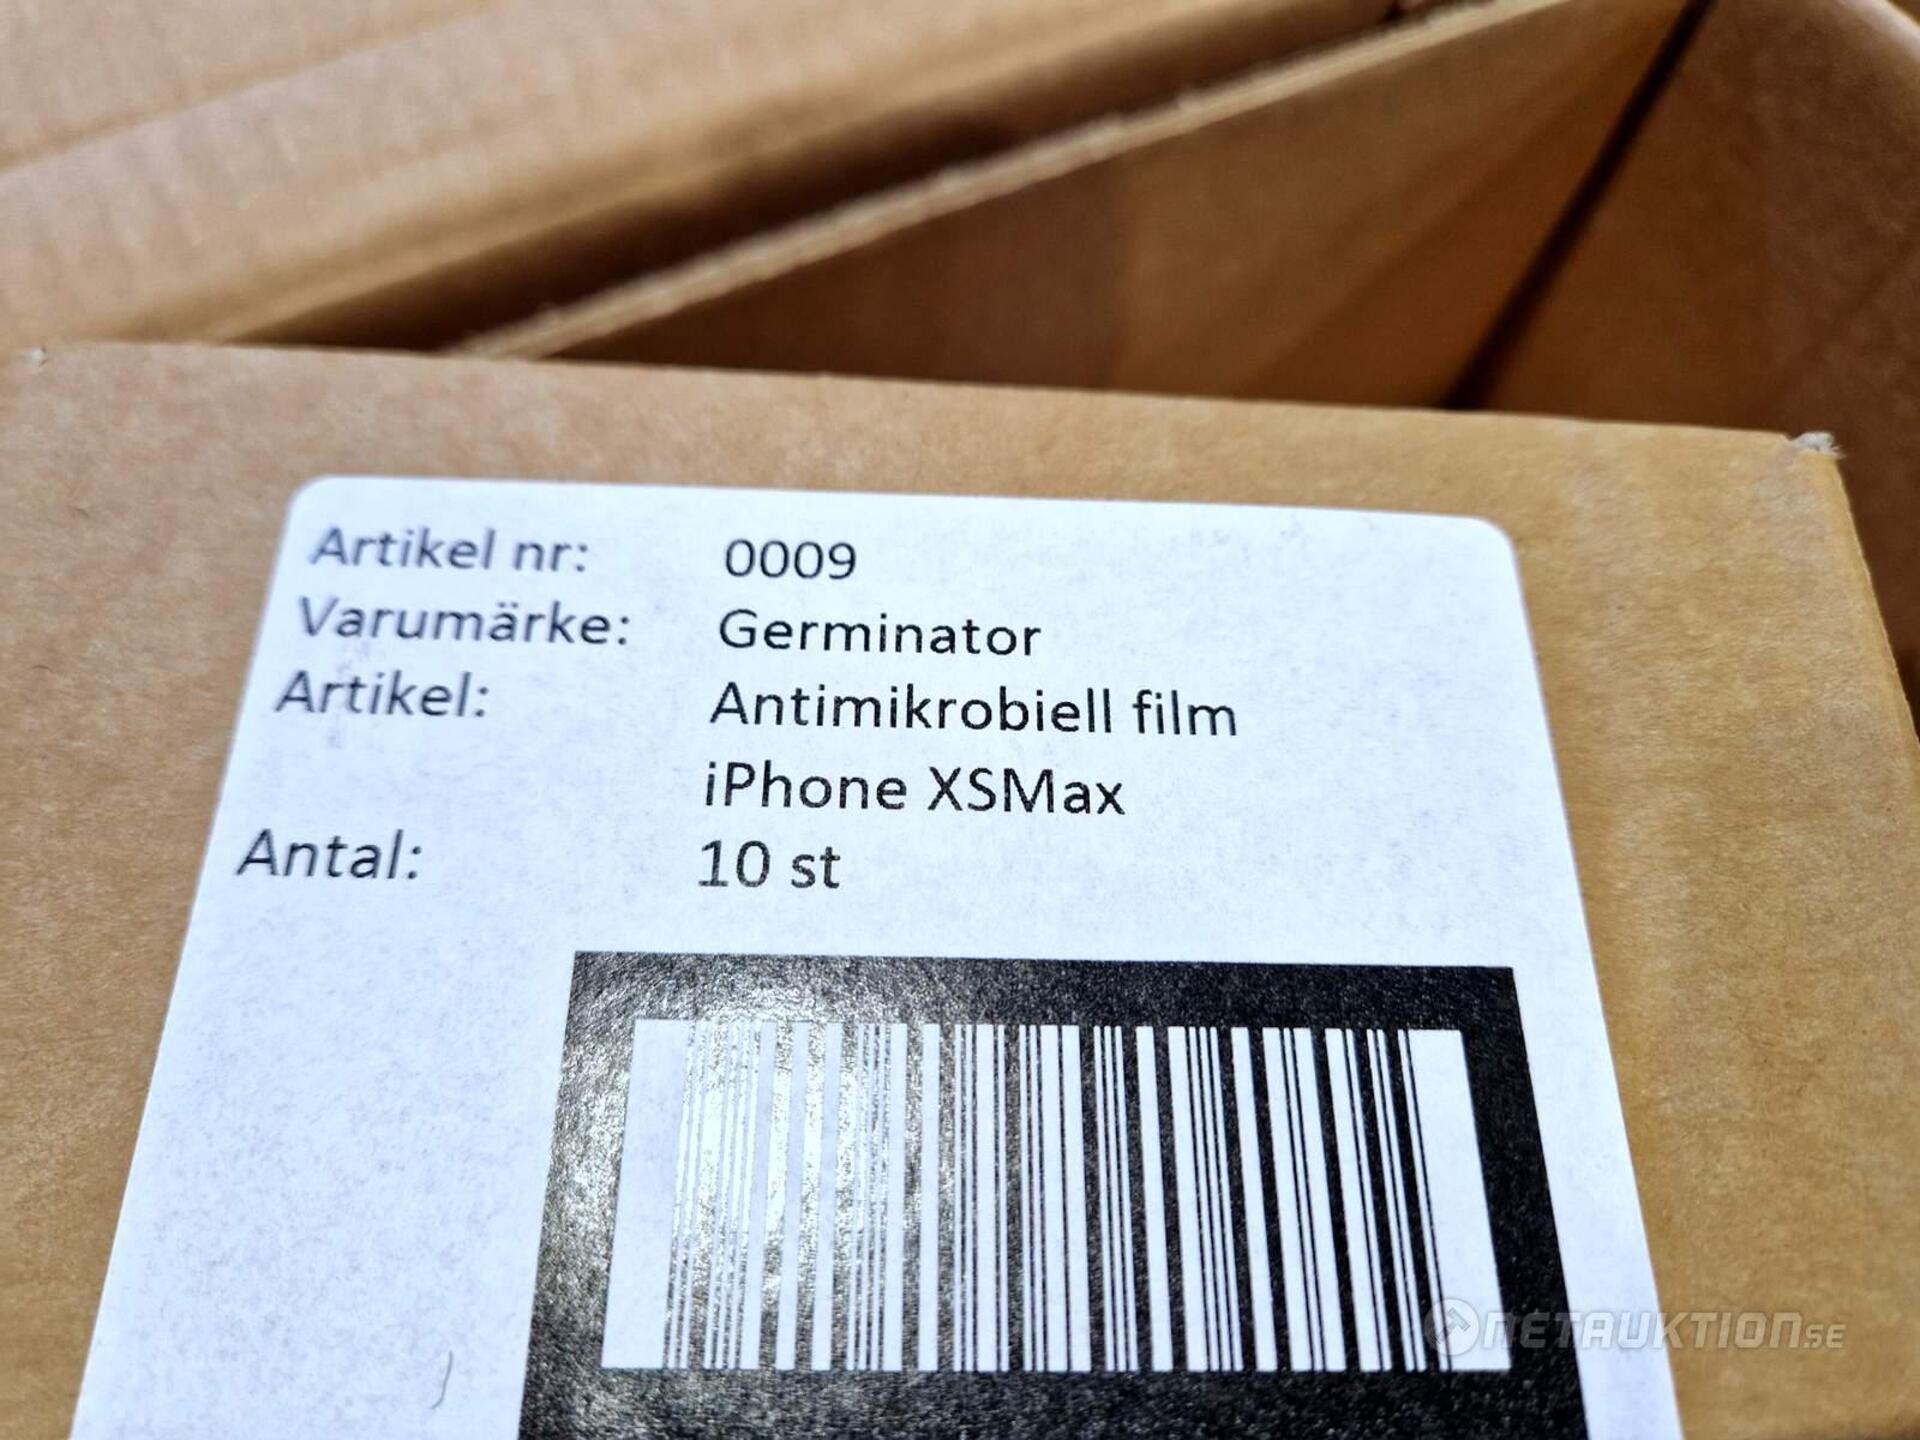 Artikel nr: 0009
Varumärke: Germinator
Artikel: Antimikrobiell film
iPhone XSMax
Antal: 10 st
NETAUKTION.SE